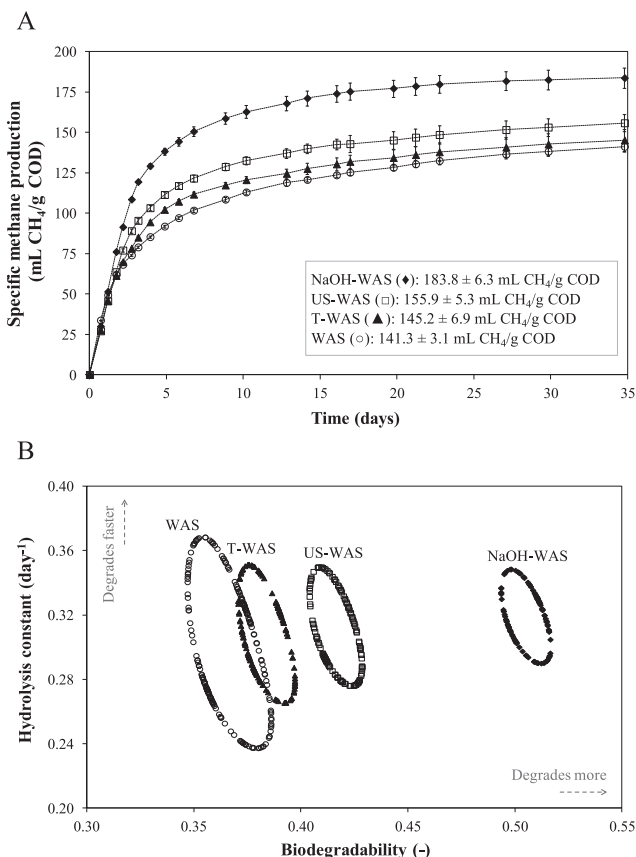 A
Specific methane production
(mL CH₄/g COD)
200
175
150
125
100
75
50
25
0
NaOH-WAS (◆): 183.8 ± 6.3 mL CH₄/g COD
US-WAS (□): 155.9 ± 5.3 mL CH₄/g COD
T-WAS (▲): 145.2 ± 6.9 mL CH₄/g COD
WAS (○): 141.3 ± 3.1 mL CH₄/g COD
0 5 10 15 20 25 30 35
Time (days)
B
Hydrolysis constant (day⁻¹)
0.40
0.36
0.32
0.28
0.24
0.20
Degrades faster
WAS
T-WAS
US-WAS
NaOH-WAS
Degrades more
0.30 0.35 0.40 0.45 0.50 0.55
Biodegradability (-)